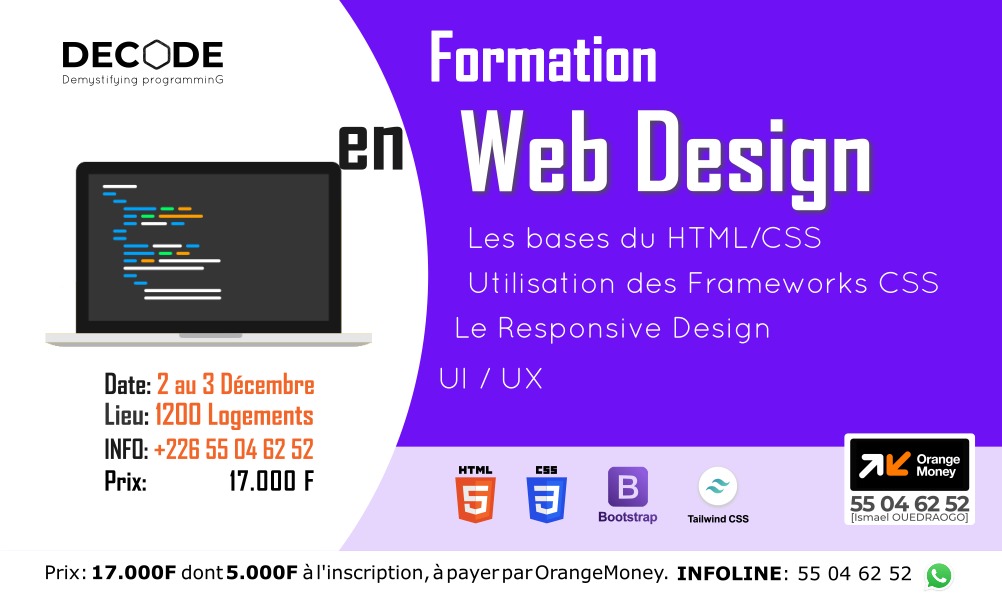 DECODE
Demystifying programminG
Formation
en
Web Design
Les bases du HTML/CSS
Utilisation des Frameworks CSS
Le Responsive Design
UI / UX
Date: 2 au 3 Décembre
Lieu: 1200 Logements
INFO: +226 55 04 62 52
Prix: 17.000 F
HTML
5
CSS
3
B
Bootstrap
Tailwind CSS
Orange
Money
55 04 62 52
[Ismael OUEDRAOGO]
Prix: 17.000F dont 5.000F à l'inscription, à payer par OrangeMoney. INFOLINE: 55 04 62 52